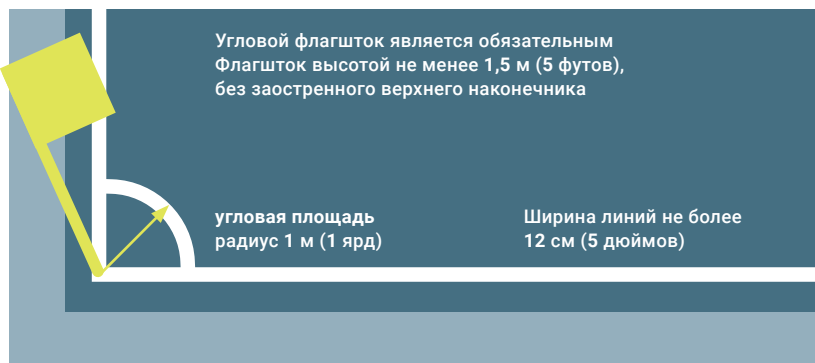 Угловой флагшток является обязательным
Флагшток высотой не менее 1,5 м (5 футов),
без заостренного верхнего наконечника
угловая площадь
радиус 1 м (1 ярд)
Ширина линий не более
12 см (5 дюймов)